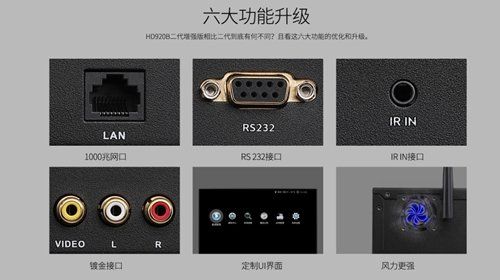 六大功能升级
HD920B二代增强版相比二代到底有何不同？且看这六大功能的优化和升级。
LAN
RS232
IR IN
1000兆网口
RS 232接口
IR IN接口
VIDEO L R
镀金接口
定制UI界面
风力更强